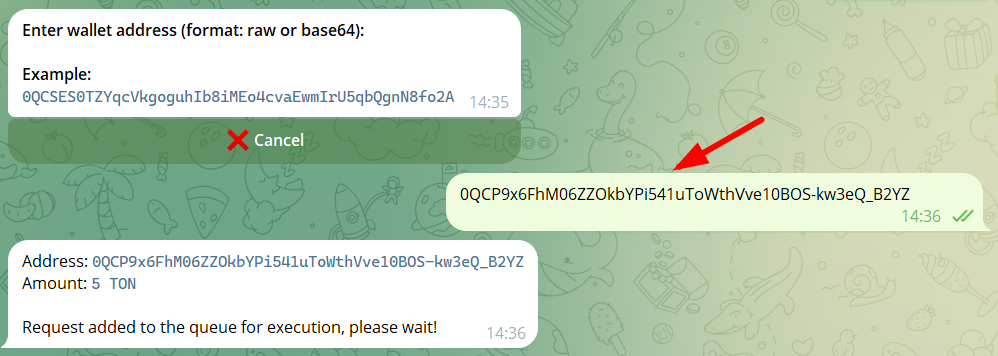 Enter wallet address (format: raw or base64):
Example:
0QCSES0TZYqcVkgoguhIb8iMEo4cvaEwmIrU5qbQgnN8fo2A
14:35
❌ Cancel
0QCP9x6FhM06ZZOkbYPi541uToWthVve10BOS-kw3eQ_B2YZ
14:36
Address: 0QCP9x6FhM06ZZOkbYPi541uToWthVve10BOS-kw3eQ_B2YZ
Amount: 5 TON
Request added to the queue for execution, please wait!
14:36